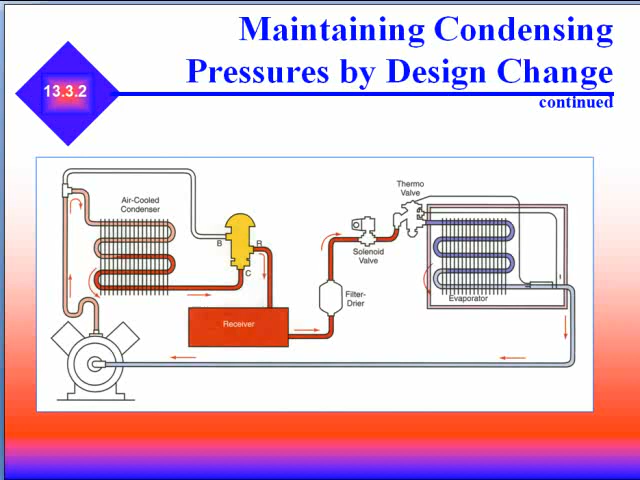 Maintaining Condensing
Pressures by Design Change
continued
13.3.2
Air-Cooled
Condenser
B
R
C
Receiver
Filter-
Drier
Solenoid
Valve
Thermo
Valve
Evaporator